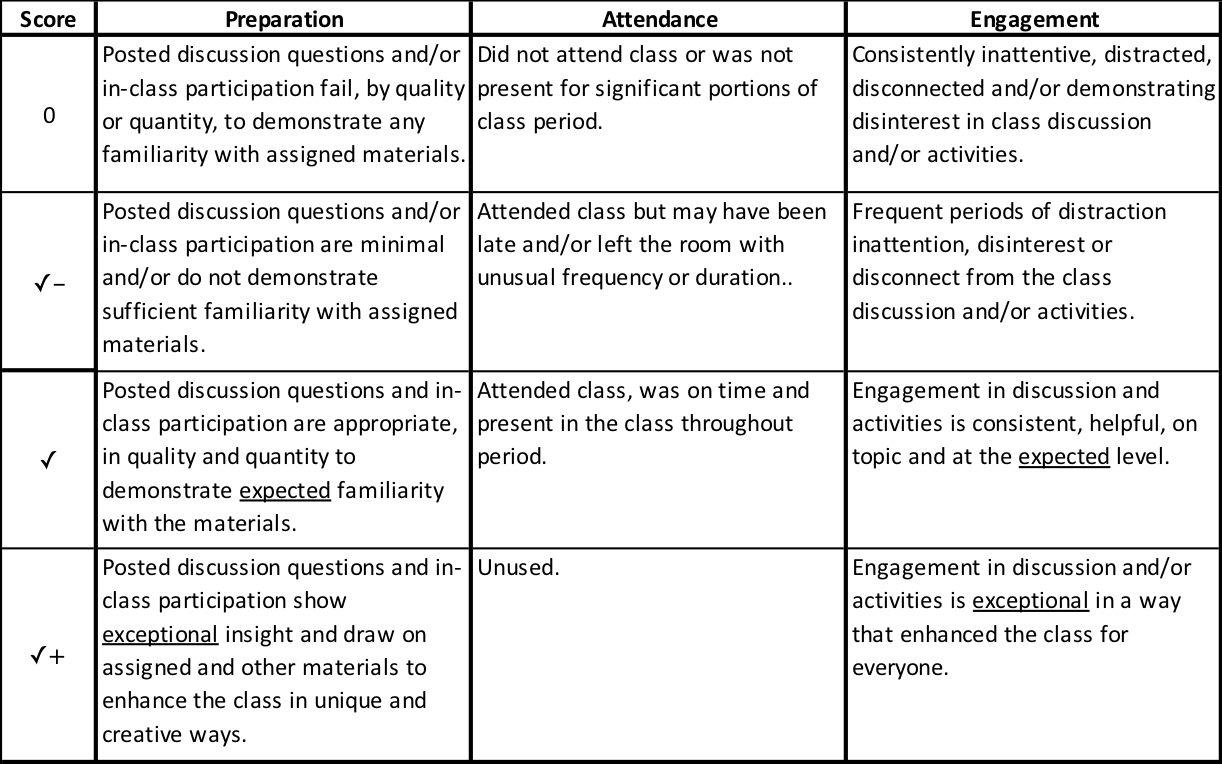 Score Preparation Attendance Engagement
0
Posted discussion questions and/or
in-class participation fail, by quality
or quantity, to demonstrate any
familiarity with assigned materials.
Did not attend class or was not
present for significant portions of
class period.
Consistently inattentive, distracted,
disconnected and/or demonstrating
disinterest in class discussion
and/or activities.
✓–
Posted discussion questions and/or
in-class participation are minimal
and/or do not demonstrate
sufficient familiarity with assigned
materials.
Attended class but may have been
late and/or left the room with
unusual frequency or duration..
Frequent periods of distraction
inattention, disinterest or
disconnect from the class
discussion and/or activities.
✓
Posted discussion questions and in-
class participation are appropriate,
in quality and quantity to
demonstrate expected familiarity
with the materials.
Attended class, was on time and
present in the class throughout
period.
Engagement in discussion and
activities is consistent, helpful, on
topic and at the expected level.
✓+
Posted discussion questions and in-
class participation show
exceptional insight and draw on
assigned and other materials to
enhance the class in unique and
creative ways.
Unused.
Engagement in discussion and/or
activities is exceptional in a way
that enhanced the class for
everyone.